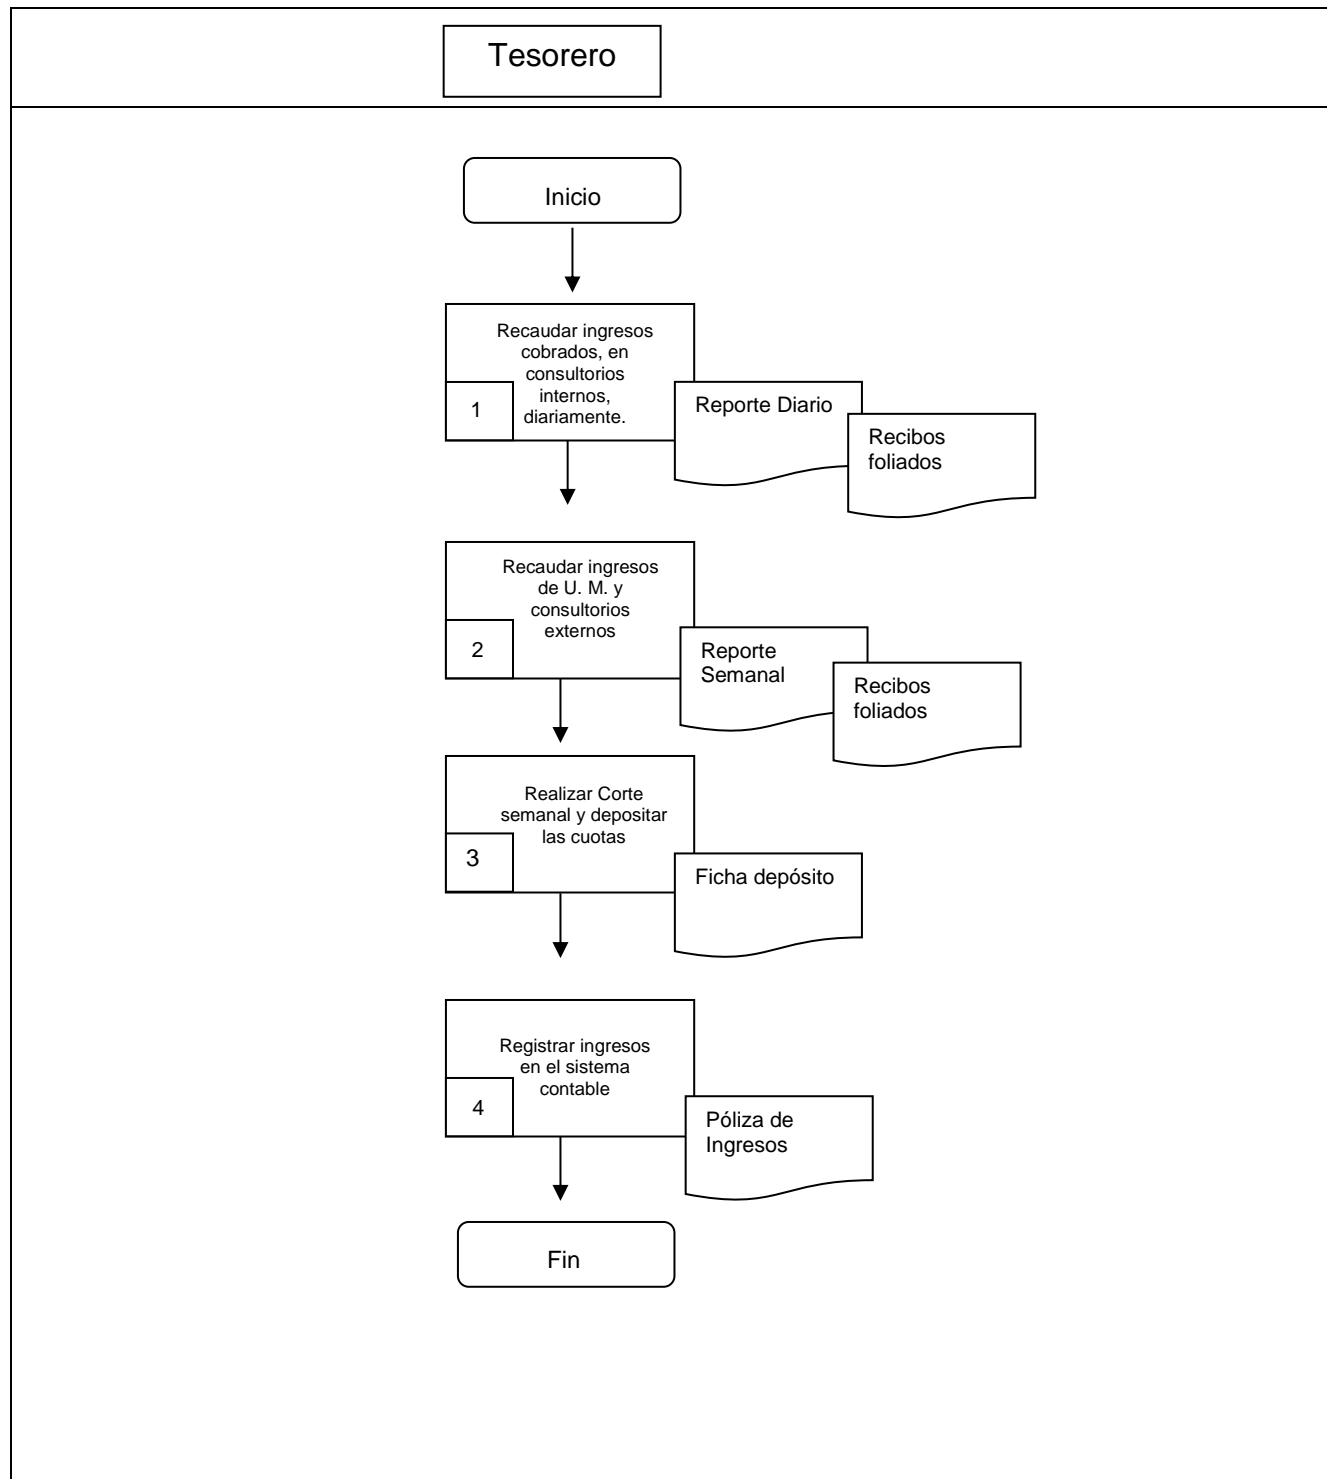 Tesorero
Inicio
Recaudar ingresos
cobrados, en
consultorios
internos,
diariamente.
1
Reporte Diario
Recibos
foliados
Recaudar ingresos
de U. M. y
consultorios
externos
2
Reporte
Semanal
Recibos
foliados
Realizar Corte
semanal y depositar
las cuotas
3
Ficha depósito
Registrar ingresos
en el sistema
contable
4
Póliza de
Ingresos
Fin